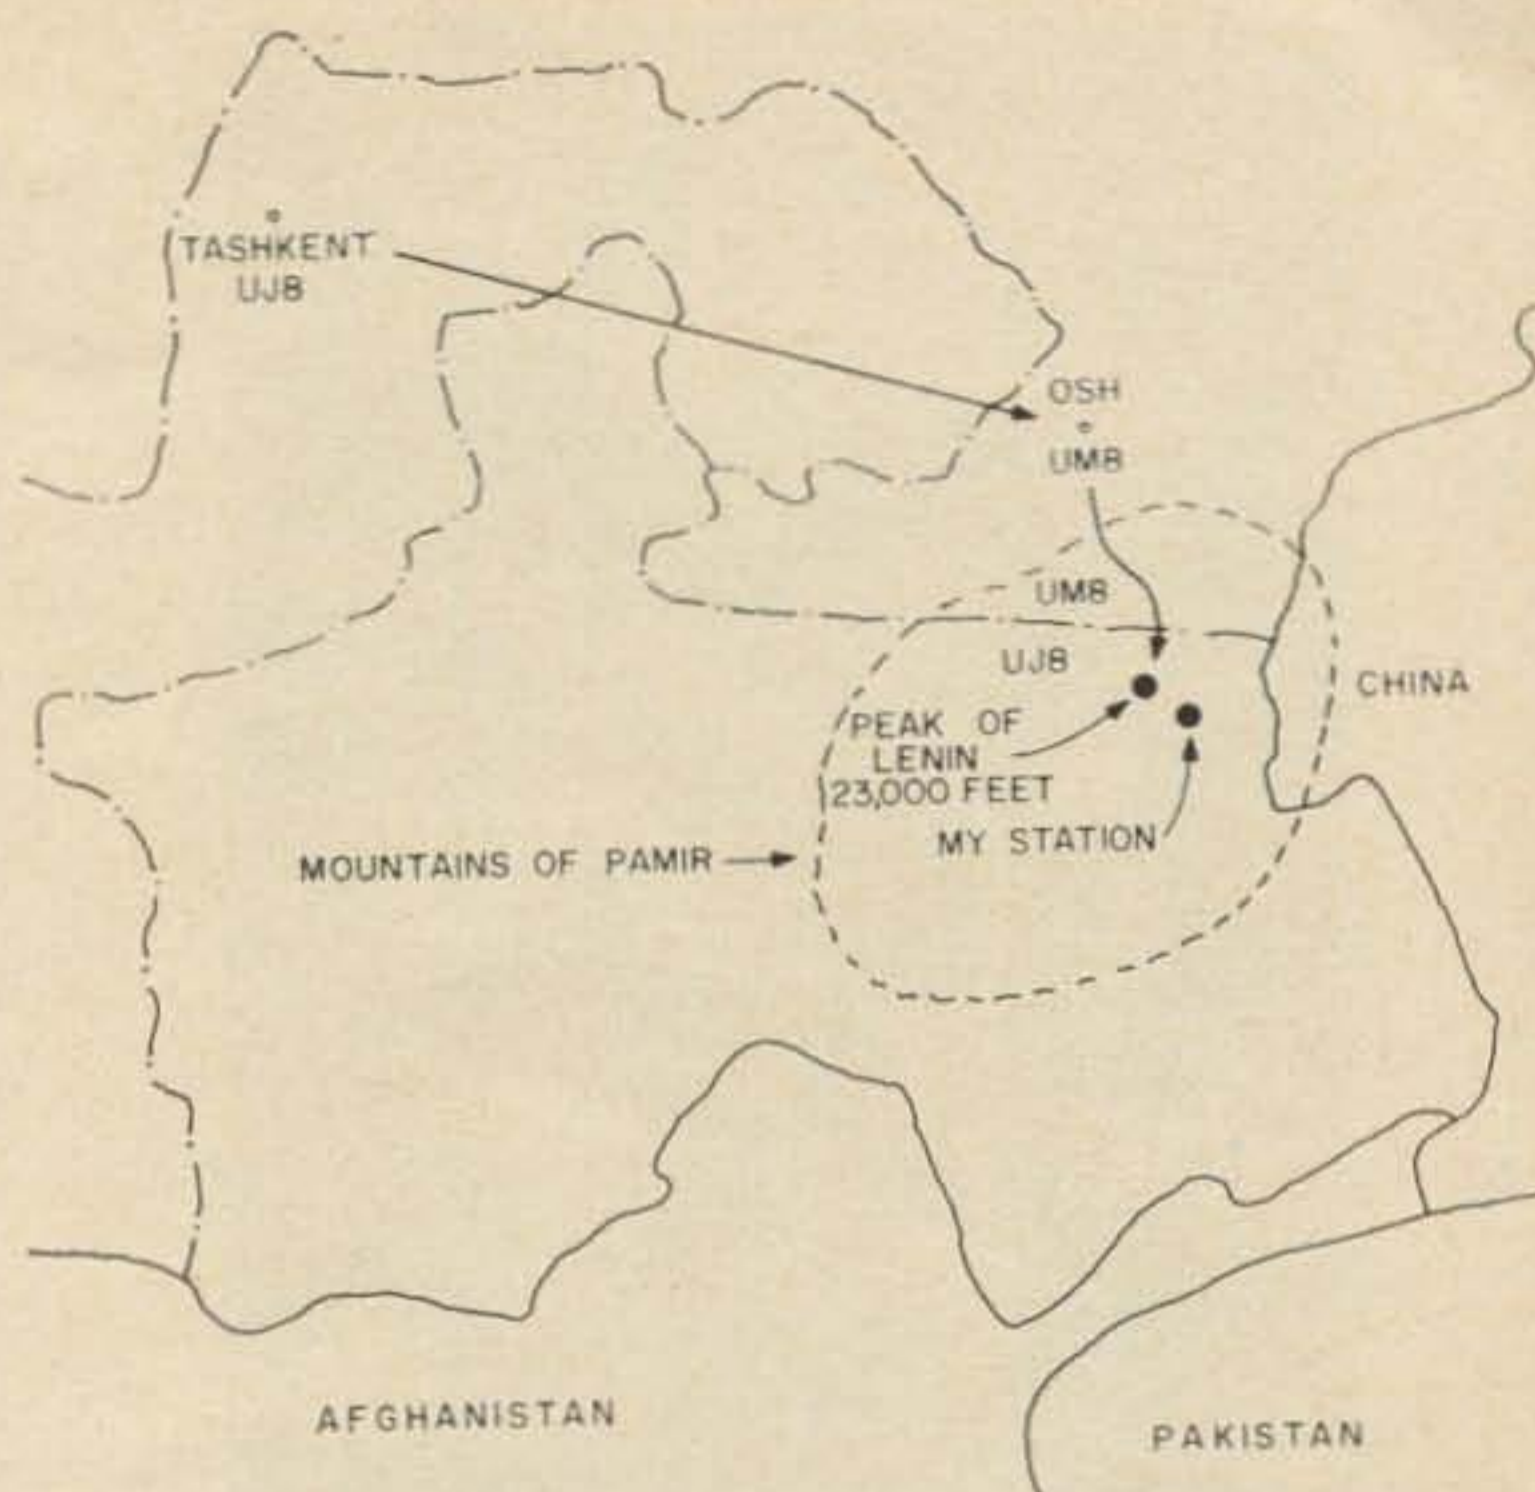 TASHKENT
UJ8
OSH
UM8
UM8
UJ8
CHINA
PEAK OF
LENIN
23,000 FEET
MY STATION
MOUNTAINS OF PAMIR
AFGHANISTAN
PAKISTAN